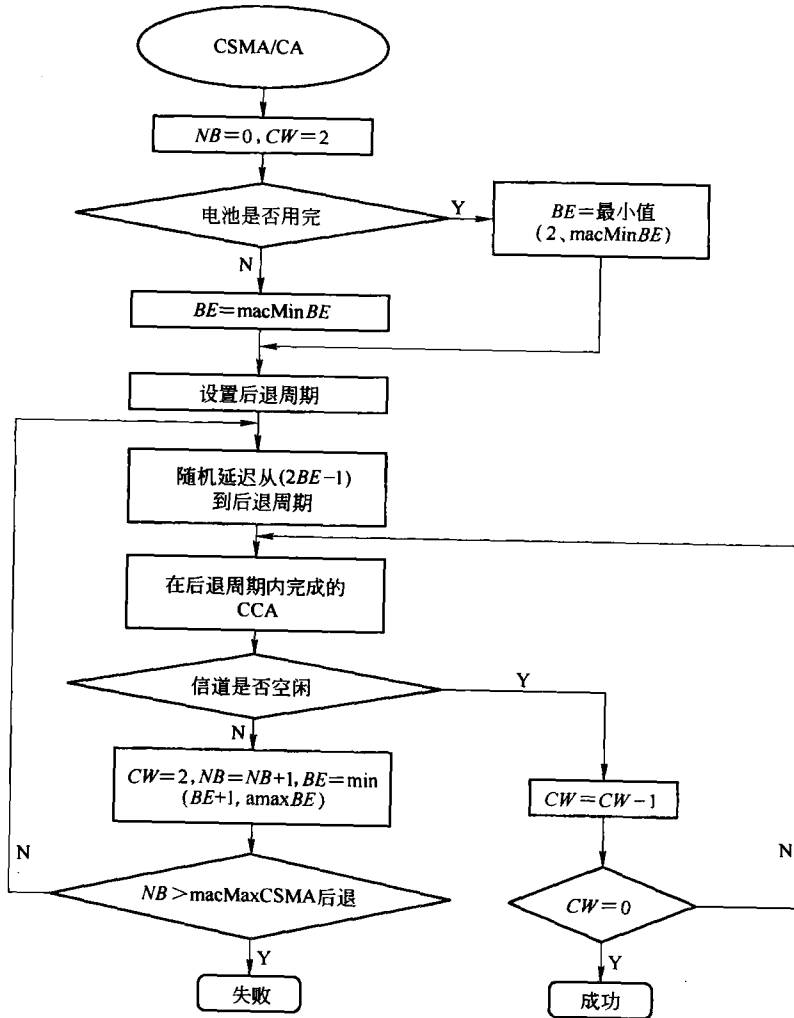 CSMA/CA
NB=0, CW=2
电池是否用完
Y
BE=最小值
(2、macMinBE)
N
BE=macMinBE
设置后退周期
随机延迟从(2BE-1)
到后退周期
在后退周期内完成的
CCA
信道是否空闲
Y
N
CW=2, NB=NB+1, BE=min
(BE+1, amaxBE)
CW=CW-1
N
N
NB>macMaxCSMA后退
CW=0
Y
Y
失败
成功